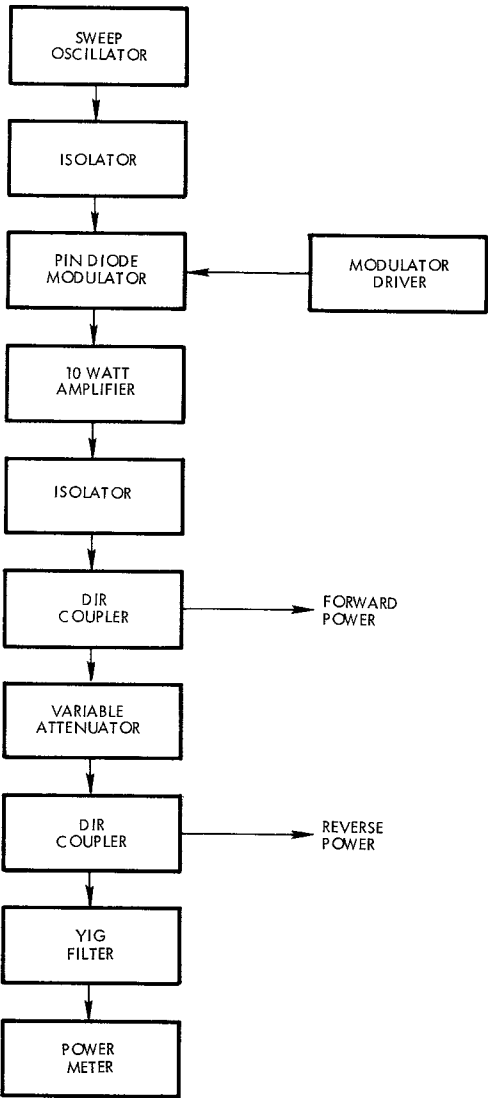 SWEEP
OSCILLATOR
ISOLATOR
PIN DIODE
MODULATOR
MODULATOR
DRIVER
10 WATT
AMPLIFIER
ISOLATOR
DIR
COUPLER
FORWARD
POWER
VARIABLE
ATTENUATOR
DIR
COUPLER
REVERSE
POWER
YIG
FILTER
POWER
METER